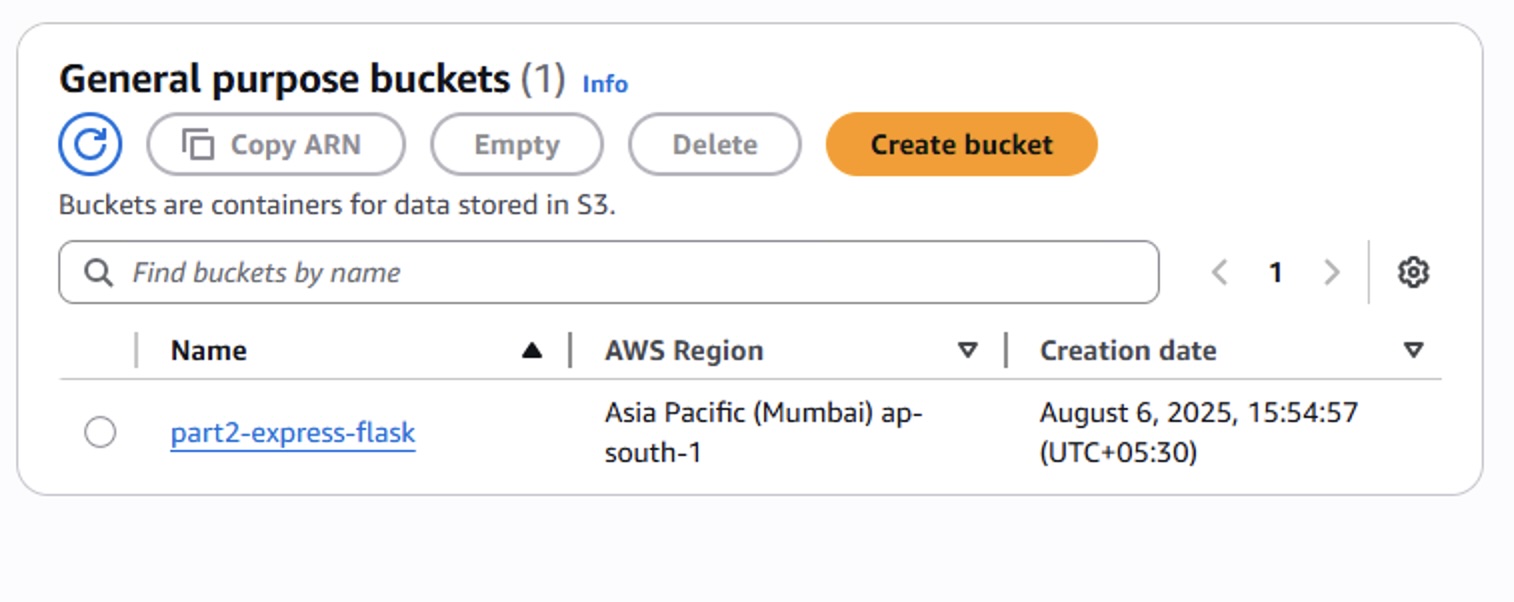 General purpose buckets (1) Info
Copy ARN Empty Delete Create bucket
Buckets are containers for data stored in S3.
Find buckets by name 1
Name AWS Region Creation date
part2-express-flask
Asia Pacific (Mumbai) ap-
south-1
August 6, 2025, 15:54:57
(UTC+05:30)